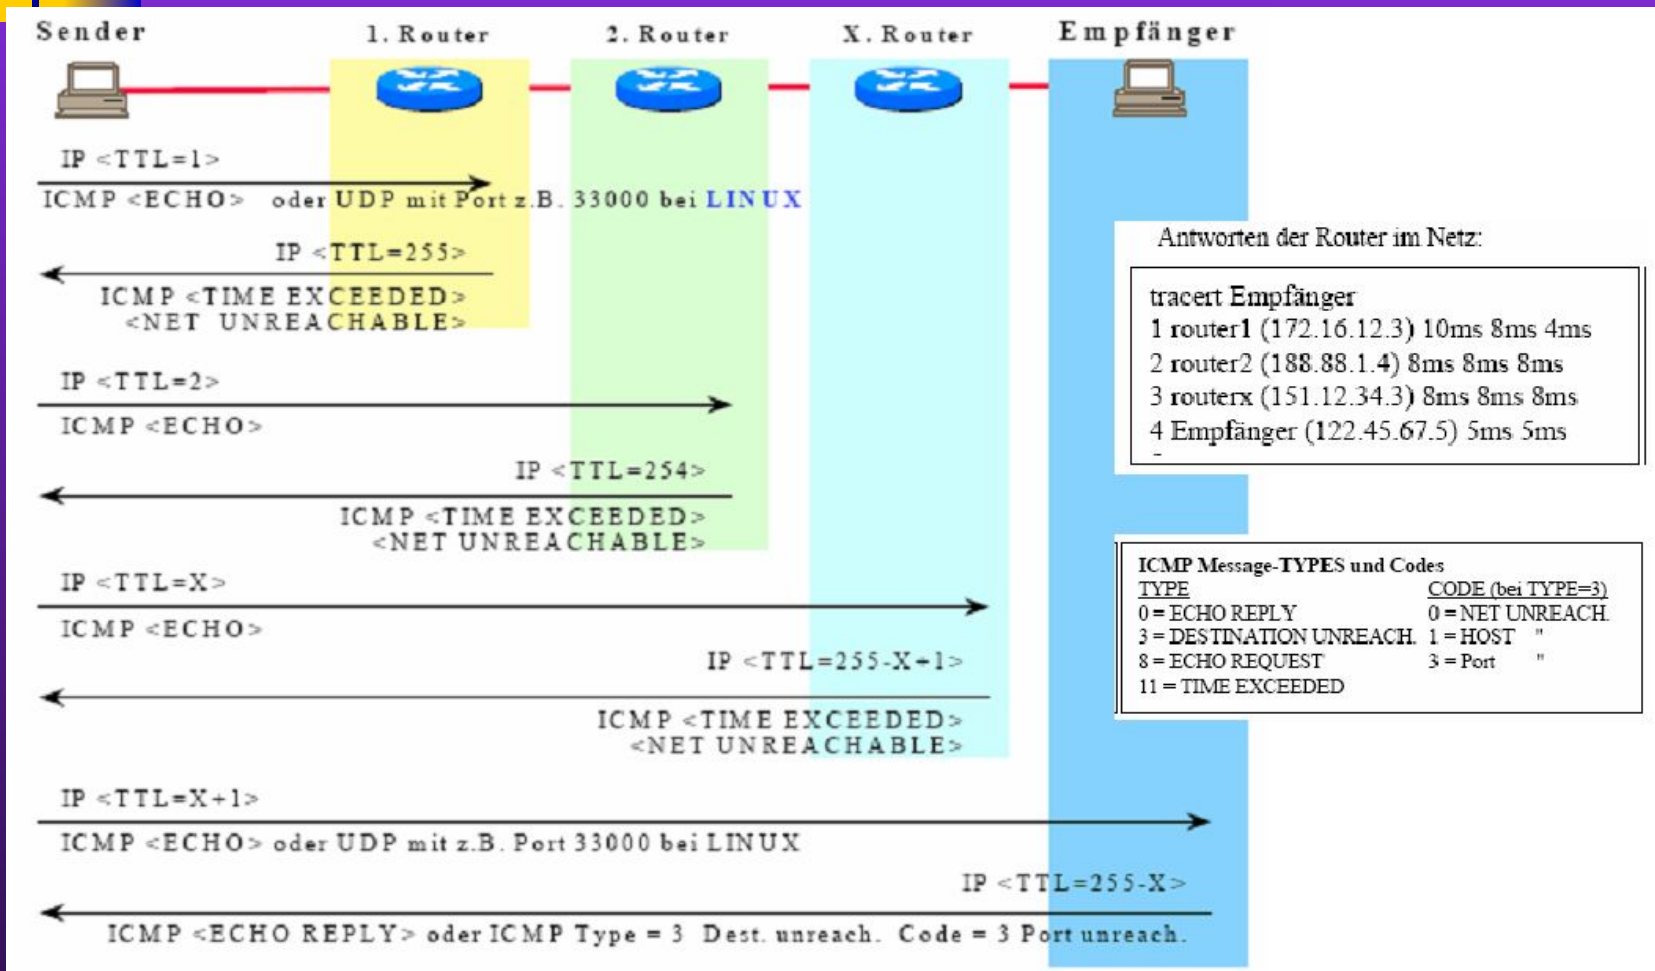 Sender
1. Router
2. Router
X. Router
Empfänger
IP <TTL=1>
ICMP <ECHO> oder UDP mit Port z.B. 33000 bei LINUX
IP <TTL=255>
ICMP <TIME EXCEEDED>
<NET UNREACHABLE>
IP <TTL=2>
ICMP <ECHO>
IP <TTL=254>
ICMP <TIME EXCEEDED>
<NET UNREACHABLE>
IP <TTL=X>
ICMP <ECHO>
IP <TTL=255-X+1>
ICMP <TIME EXCEEDED>
<NET UNREACHABLE>
IP <TTL=X+1>
ICMP <ECHO> oder UDP mit z.B. Port 33000 bei LINUX
IP <TTL=255-X>
ICMP <ECHO REPLY> oder ICMP Type = 3 Dest. unreach. Code = 3 Port unreach.
Antworten der Router im Netz:
tracert Empfänger
1 router1 (172.16.12.3) 10ms 8ms 4ms
2 router2 (188.88.1.4) 8ms 8ms 8ms
3 routerx (151.12.34.3) 8ms 8ms 8ms
4 Empfänger (122.45.67.5) 5ms 5ms
ICMP Message-TYPES und Codes
TYPE CODE (bei TYPE=3)
0 = ECHO REPLY 0 = NET UNREACH.
3 = DESTINATION UNREACH. 1 = HOST "
8 = ECHO REQUEST 3 = Port "
11 = TIME EXCEEDED